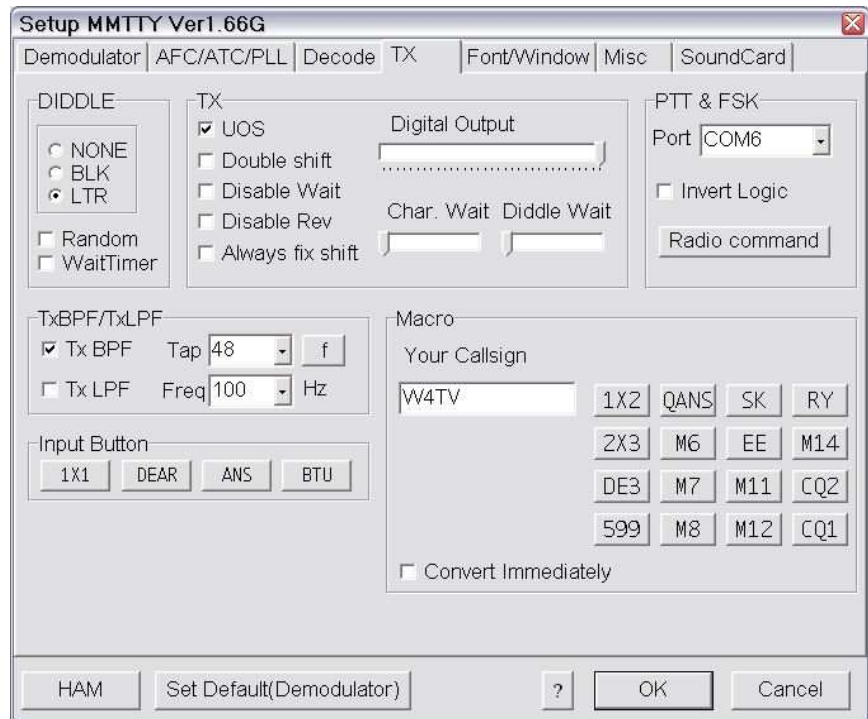 Setup MMTTY Ver1.66G
Demodulator AFC/ATC/PLL Decode TX Font/Window Misc SoundCard
DIDDLE
NONE
BLK
LTR
Random
WaitTimer
TX
UOS
Double shift
Disable Wait
Disable Rev
Always fix shift
Digital Output
Char. Wait Diddle Wait
PTT & FSK
Port COM6
Invert Logic
Radio command
TxBPF/TxLPF
Tx BPF Tap 48 f
Tx LPF Freq 100 Hz
Input Button
1X1 DEAR ANS BTU
Macro
Your Callsign
W4TV
1X2 QANS SK RY
2X3 M6 EE M14
DE3 M7 M11 CQ2
599 M8 M12 CQ1
Convert Immediately
HAM Set Default(Demodulator) ? OK Cancel